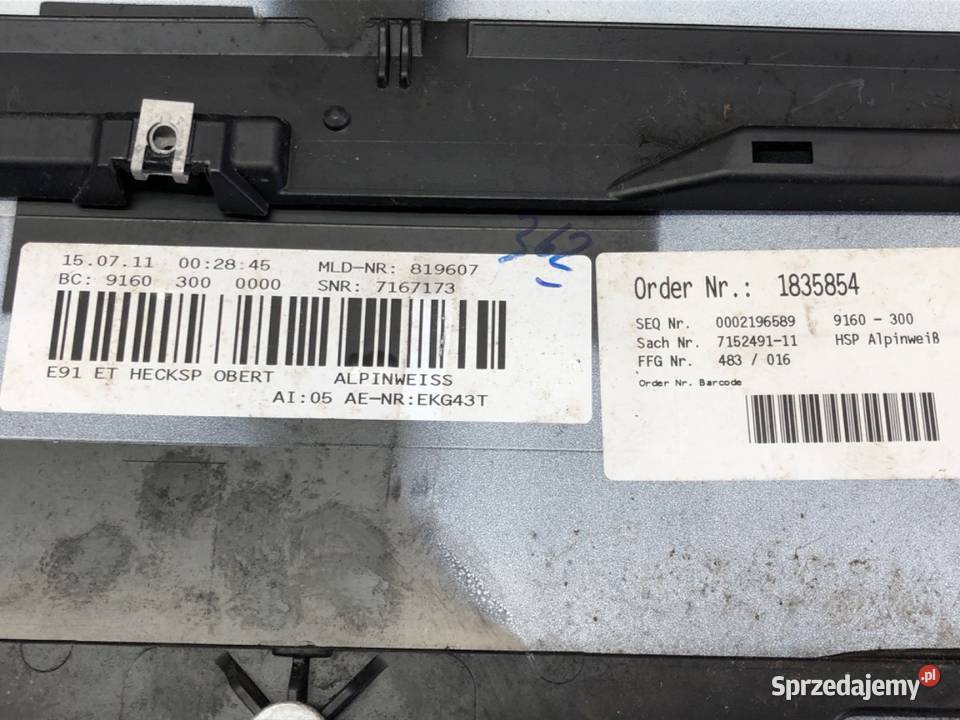 362
15.07.11 00:28:45 MLD-NR: 819607
BC: 9160 300 0000 SNR: 7167173
E91 ET HECKSP OBERT ALPINWEISS
AI:05 AE-NR:EKG43T
Order Nr.: 1835854
SEQ Nr. 0002196589 9160 - 300
Sach Nr. 7152491-11 HSP Alpinweiß
FFG Nr. 483 / 016
Order Nr. Barcode
Sprzedajemy.pl